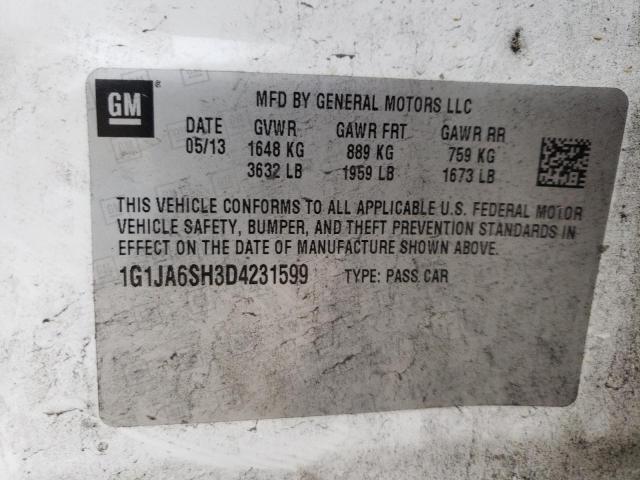 GM ® MFD BY GENERAL MOTORS LLC
DATE GVWR GAWR FRT GAWR RR
05/13 1648 KG 889 KG 759 KG
3632 LB 1959 LB 1673 LB
THIS VEHICLE CONFORMS TO ALL APPLICABLE U.S. FEDERAL MOTOR
VEHICLE SAFETY, BUMPER, AND THEFT PREVENTION STANDARDS IN
EFFECT ON THE DATE OF MANUFACTURE SHOWN ABOVE.
1G1JA6SH3D4231599 TYPE: PASS. CAR